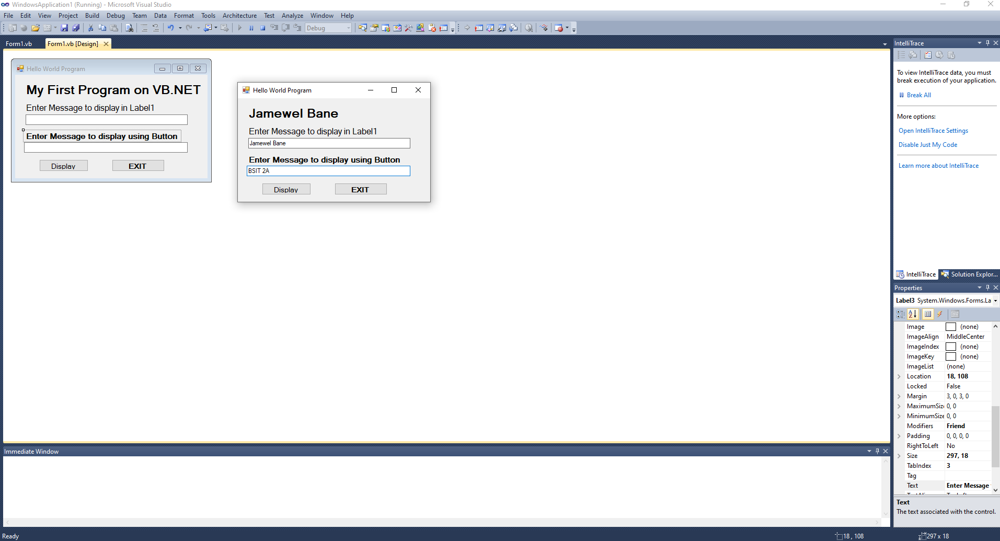 WindowsApplication1 (Running) - Microsoft Visual Studio
File Edit View Project Build Debug Team Data Format Tools Architecture Test Analyze Window Help
Debug
Form1.vb Form1.vb [Design]
Hello World Program
My First Program on VB.NET
Enter Message to display in Label1
Enter Message to display using Button
Display EXIT
Hello World Program
Jamewel Bane
Enter Message to display in Label1
Jamewel Bane
Enter Message to display using Button
BSIT 2A
Display EXIT
IntelliTrace
To view IntelliTrace data, you must
break execution of your application.
Break All
More options:
Open IntelliTrace Settings
Disable Just My Code
Learn more about IntelliTrace
IntelliTrace Solution Explor...
Properties
Label3 System.Windows.Forms.La
Image (none)
ImageAlign MiddleCenter
ImageIndex (none)
ImageKey (none)
ImageList (none)
Location 18, 108
Locked False
Margin 3, 0, 3, 0
MaximumSiz 0, 0
MinimumSize 0, 0
Modifiers Friend
Padding 0, 0, 0, 0
RightToLeft No
Size 297, 18
TabIndex 3
Tag
Text Enter Message
Text
The text associated with the control.
Immediate Window
Ready 18 , 108 297 x 18